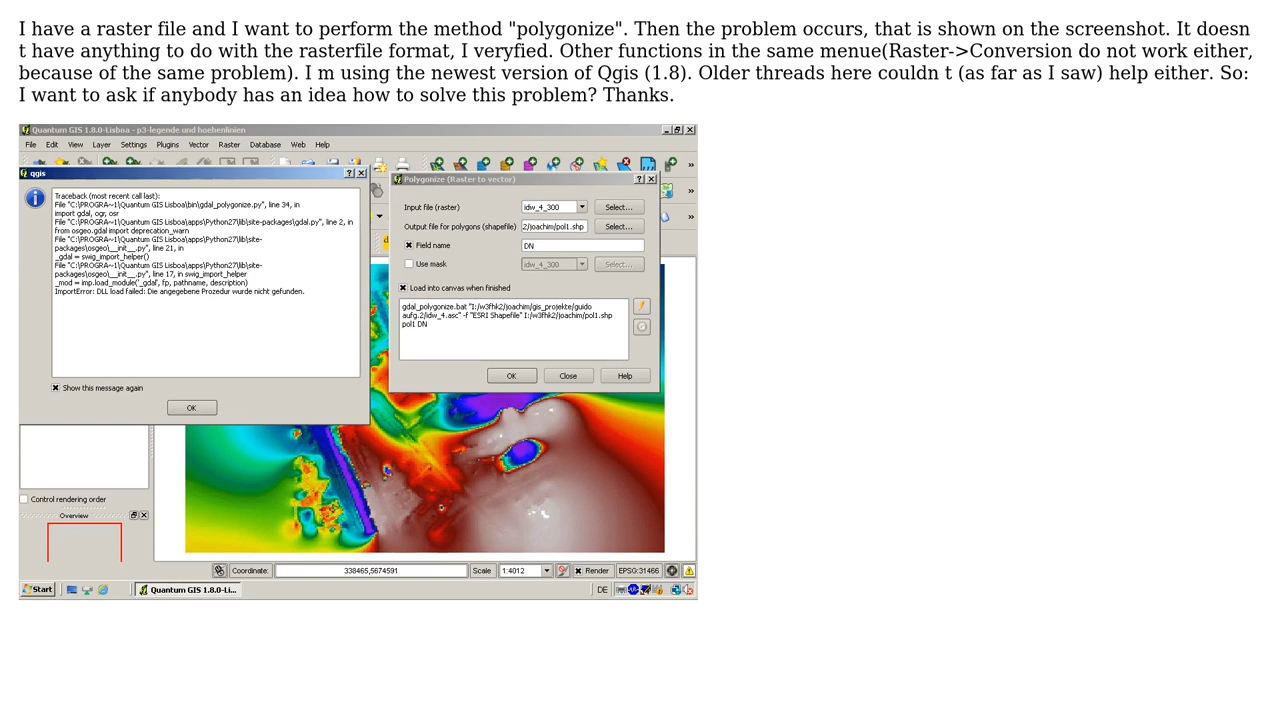 I have a raster file and I want to perform the method "polygonize". Then the problem occurs, that is shown on the screenshot. It doesn
t have anything to do with the rasterfile format, I veryfied. Other functions in the same menue(Raster->Conversion do not work either,
because of the same problem). I m using the newest version of Qgis (1.8). Older threads here couldn t (as far as I saw) help either. So:
I want to ask if anybody has an idea how to solve this problem? Thanks.
Quantum GIS 1.8.0-Lisboa - p3-legende und hoehenlinien
File Edit View Layer Settings Plugins Vector Raster Database Web Help
qgis
Traceback (most recent call last):
File "C:\PROGRA~1\Quantum GIS Lisboa\bin\gdal_polygonize.py", line 34, in
import gdal, ogr, osr
File "C:\PROGRA~1\Quantum GIS Lisboa\apps\Python27\lib\site-packages\gdal.py", line 2, in
from osgeo.gdal import deprecation_warn
File "C:\PROGRA~1\Quantum GIS Lisboa\apps\Python27\lib\site-
packages\osgeo\__init__.py", line 21, in
_gdal = swig_import_helper()
File "C:\PROGRA~1\Quantum GIS Lisboa\apps\Python27\lib\site-
packages\osgeo\__init__.py", line 17, in swig_import_helper
_mod = imp.load_module('_gdal', fp, pathname, description)
ImportError: DLL load failed: Die angegebene Prozedur wurde nicht gefunden.
Show this message again
OK
Polygonize (Raster to vector)
Input file (raster) idw_4_300 Select...
Output file for polygons (shapefile) 2/joachim/pol1.shp Select...
Field name DN
Use mask idw_4_300 Select...
Load into canvas when finished
gdal_polygonize.bat "I:/w3fhk2/joachim/gis_projekte/guido
aufg.2/idw_4.asc" -f "ESRI Shapefile" I:/w3fhk2/joachim/pol1.shp
pol1 DN
OK Close Help
Control rendering order
Overview
Coordinate: 338465,5674591 Scale 1:4012 Render EPSG:31466
Start Quantum GIS 1.8.0-Li... DE